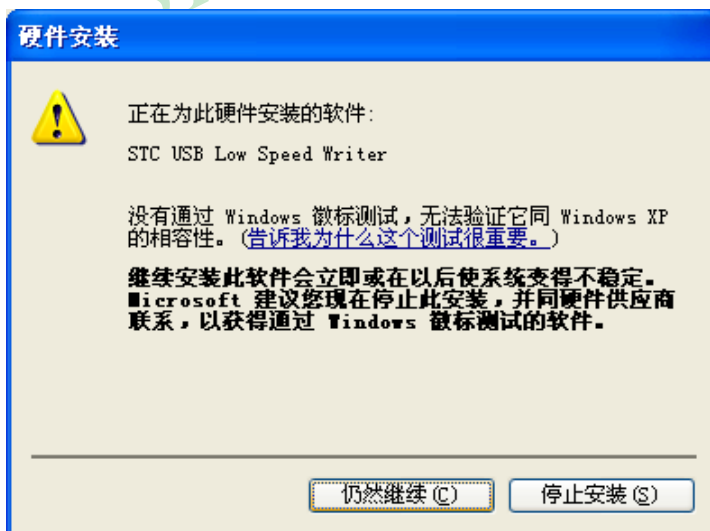 硬件安装
正在为此硬件安装的软件:
STC USB Low Speed Writer
没有通过 Windows 徽标测试，无法验证它同 Windows XP
的相容性。(告诉我为什么这个测试很重要。)
继续安装此软件会立即或在以后使系统变得不稳定。
Microsoft 建议您现在停止此安装，并同硬件供应商
联系，以获得通过 Windows 徽标测试的软件。
仍然继续(C) 停止安装(S)